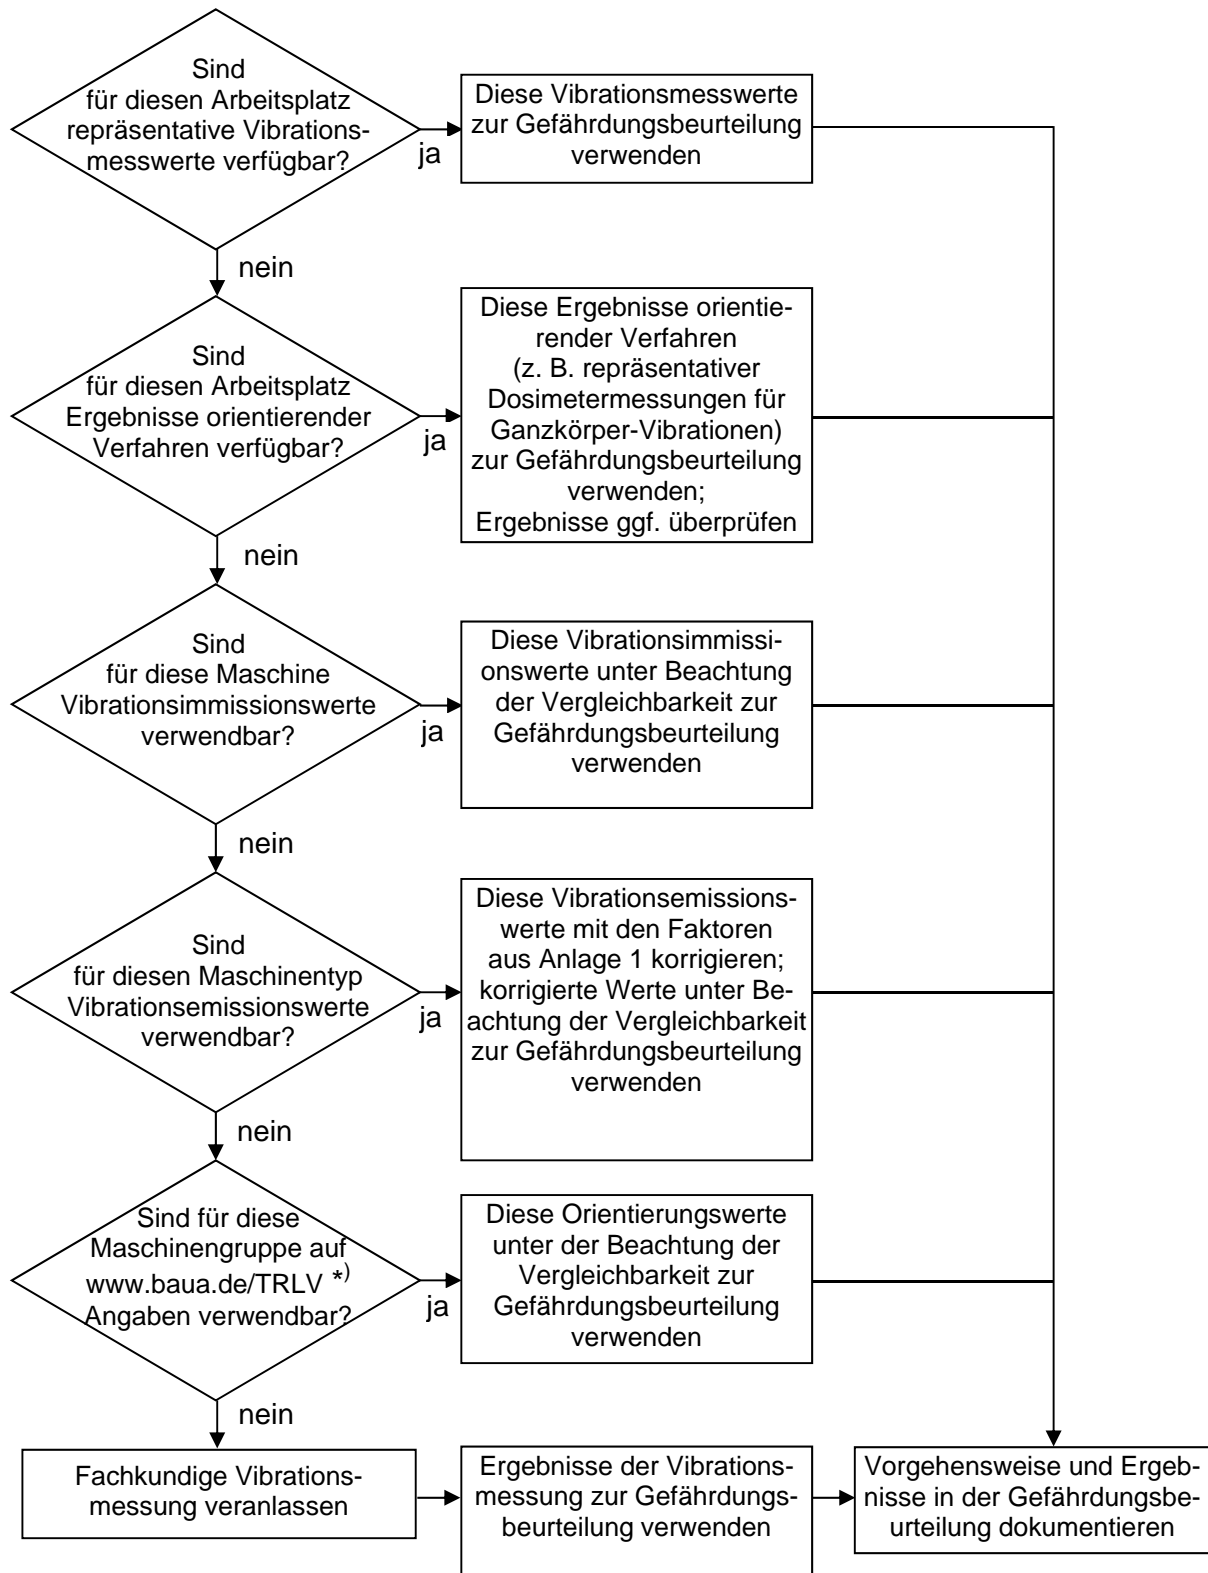 Sind
für diesen Arbeitsplatz
repräsentative Vibrations-
messwerte verfügbar?
ja
Diese Vibrationsmesswerte
zur Gefährdungsbeurteilung
verwenden
nein
Sind
für diesen Arbeitsplatz
Ergebnisse orientierender
Verfahren verfügbar?
ja
Diese Ergebnisse orientie-
render Verfahren
(z. B. repräsentativer
Dosimetermessungen für
Ganzkörper-Vibrationen)
zur Gefährdungsbeurteilung
verwenden;
Ergebnisse ggf. überprüfen
nein
Sind
für diese Maschine
Vibrationsimmissionswerte
verwendbar?
ja
Diese Vibrationsimmissi-
onswerte unter Beachtung
der Vergleichbarkeit zur
Gefährdungsbeurteilung
verwenden
nein
Sind
für diesen Maschinentyp
Vibrationsemissionswerte
verwendbar?
ja
Diese Vibrationsemissions-
werte mit den Faktoren
aus Anlage 1 korrigieren;
korrigierte Werte unter Be-
achtung der Vergleichbarkeit
zur Gefährdungsbeurteilung
verwenden
nein
Sind für diese
Maschinengruppe auf
www.baua.de/TRLV *)
Angaben verwendbar?
ja
Diese Orientierungswerte
unter der Beachtung der
Vergleichbarkeit zur
Gefährdungsbeurteilung
verwenden
nein
Fachkundige Vibrations-
messung veranlassen
Ergebnisse der Vibrations-
messung zur Gefährdungs-
beurteilung verwenden
Vorgehensweise und Ergeb-
nisse in der Gefährdungsbe-
urteilung dokumentieren